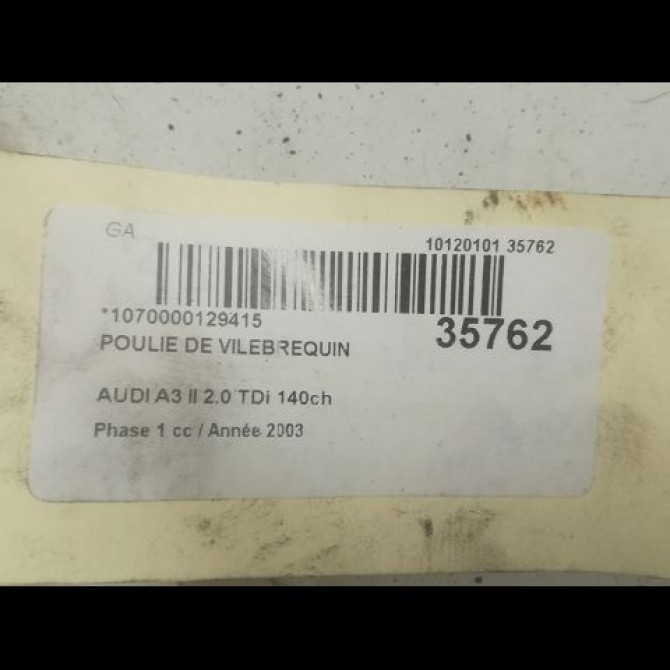 GA
10120101 35762
*1070000129415
35762
POULIE DE VILEBREQUIN
AUDI A3 II 2.0 TDi 140ch
Phase 1 cc / Année 2003